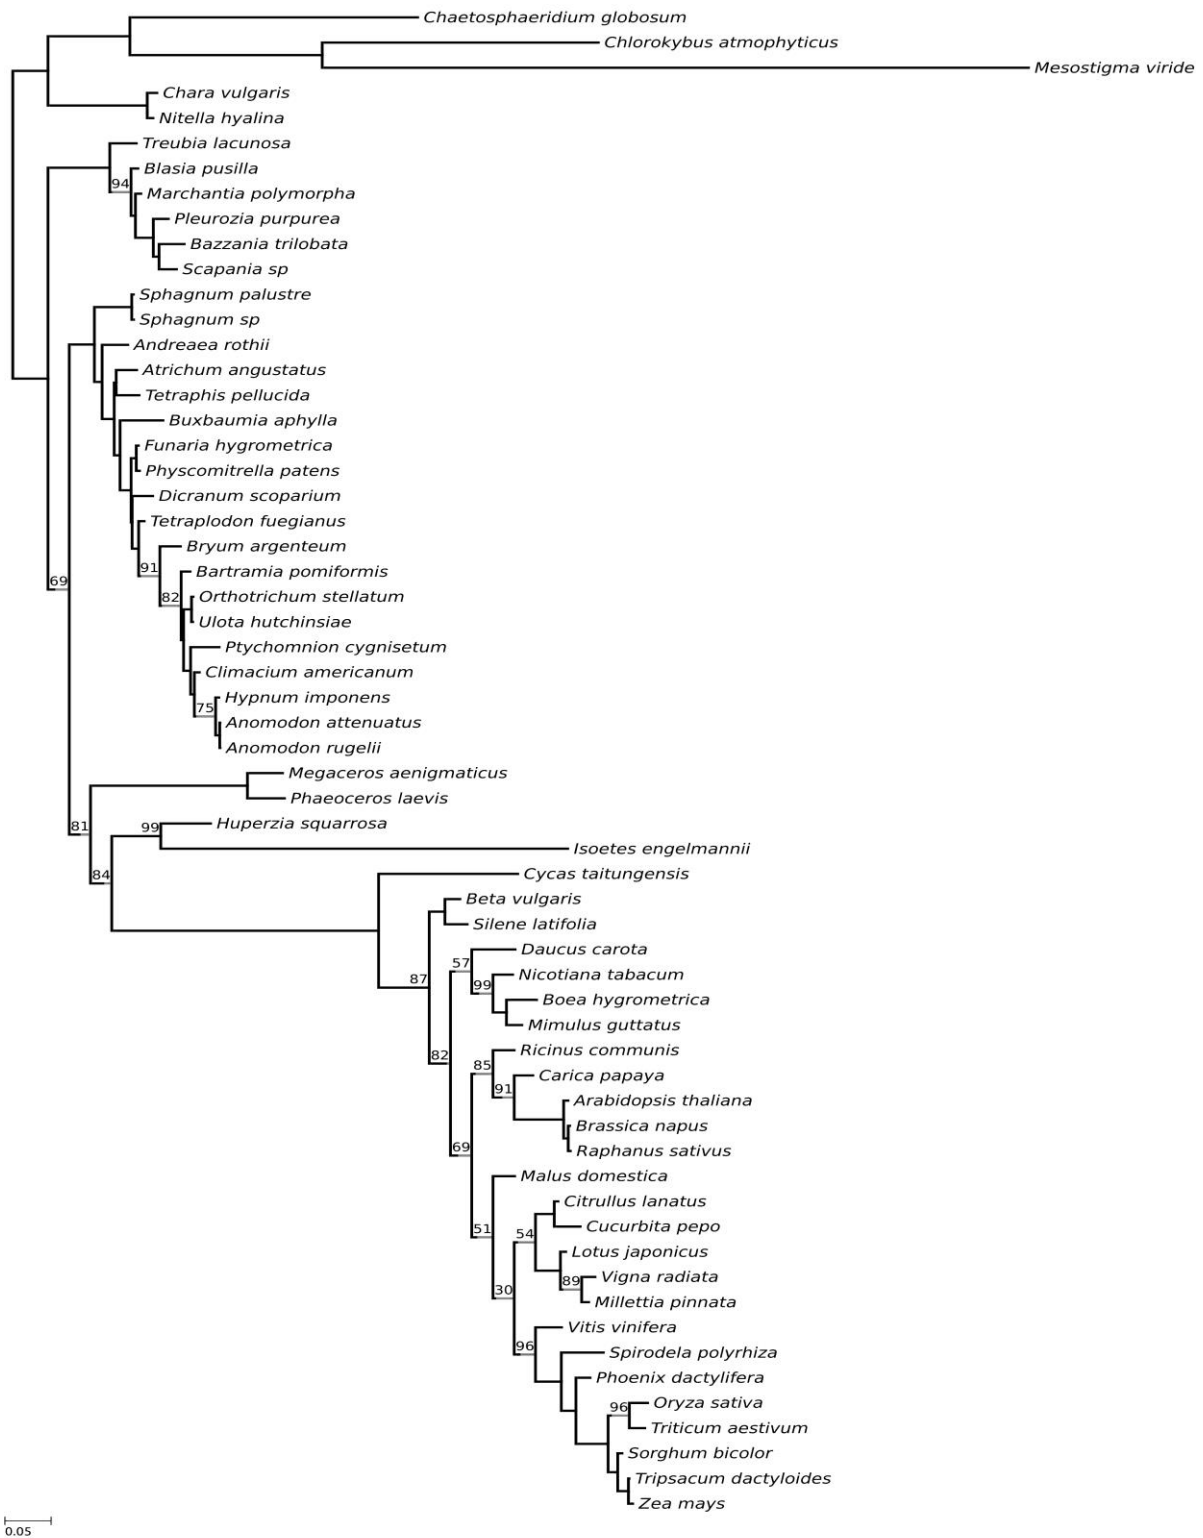 Chaetosphaeridium globosum
Chlorokybus atmophyticus
Mesostigma viride
Chara vulgaris
Nitella hyalina
Treubia lacunosa
Blasia pusilla
94
Marchantia polymorpha
Pleurozia purpurea
Bazzania trilobata
Scapania sp
Sphagnum palustre
Sphagnum sp
Andreaea rothii
Atrichum angustatus
Tetraphis pellucida
Buxbaumia aphylla
Funaria hygrometrica
Physcomitrella patens
Dicranum scoparium
Tetraplodon fuegianus
Bryum argenteum
91
Bartramia pomiformis
69
82
Orthotrichum stellatum
Ulota hutchinsiae
Ptychomnion cygnisetum
Climacium americanum
Hypnum imponens
75
Anomodon attenuatus
Anomodon rugelii
Megaceros aenigmaticus
Phaeoceros laevis
Huperzia squarrosa
81
99
Isoetes engelmannii
Cycas taitungensis
84
Beta vulgaris
Silene latifolia
Daucus carota
57
Nicotiana tabacum
87
99
Boea hygrometrica
Mimulus guttatus
Ricinus communis
82
85
Carica papaya
91
Arabidopsis thaliana
Brassica napus
69
Raphanus sativus
Malus domestica
Citrullus lanatus
Cucurbita pepo
51
54
Lotus japonicus
Vigna radiata
89
30
Millettia pinnata
Vitis vinifera
96
Spirodela polyrhiza
Phoenix dactylifera
Oryza sativa
96
Triticum aestivum
Sorghum bicolor
Tripsacum dactyloides
Zea mays
0.05